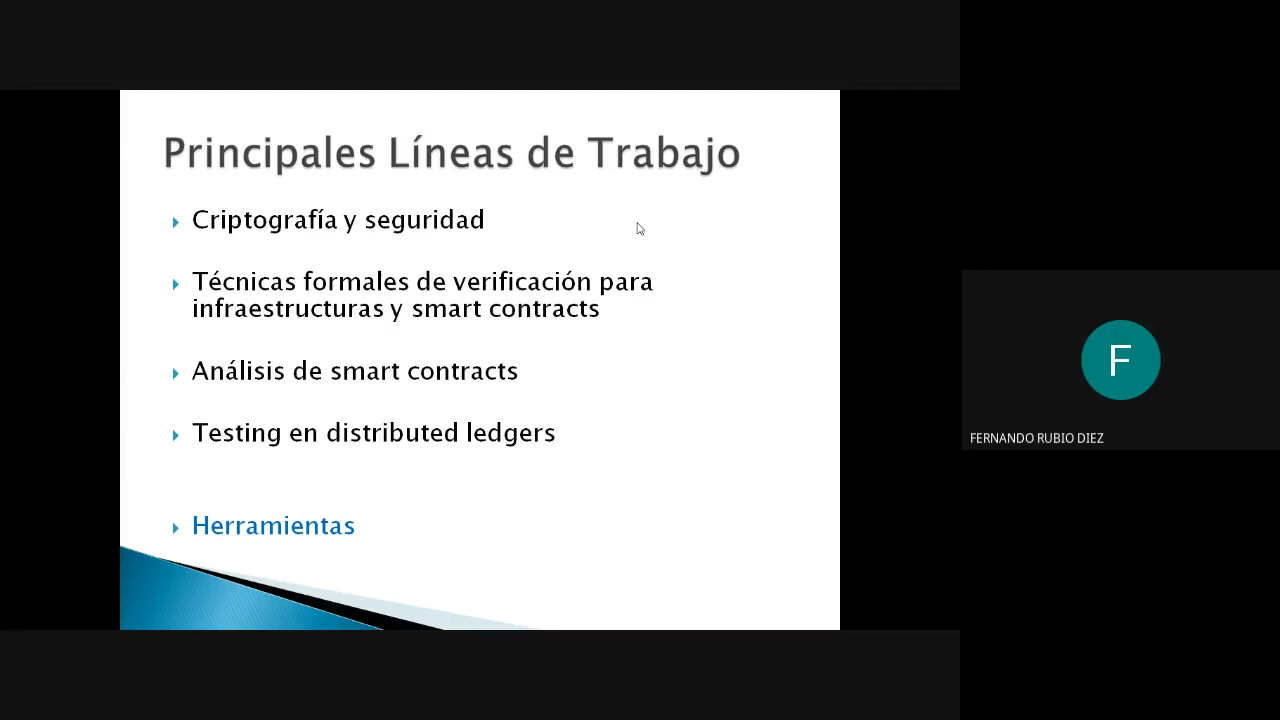 Principales Líneas de Trabajo
Criptografía y seguridad
Técnicas formales de verificación para
infraestructuras y smart contracts
Análisis de smart contracts
Testing en distributed ledgers
Herramientas
F
FERNANDO RUBIO DIEZ